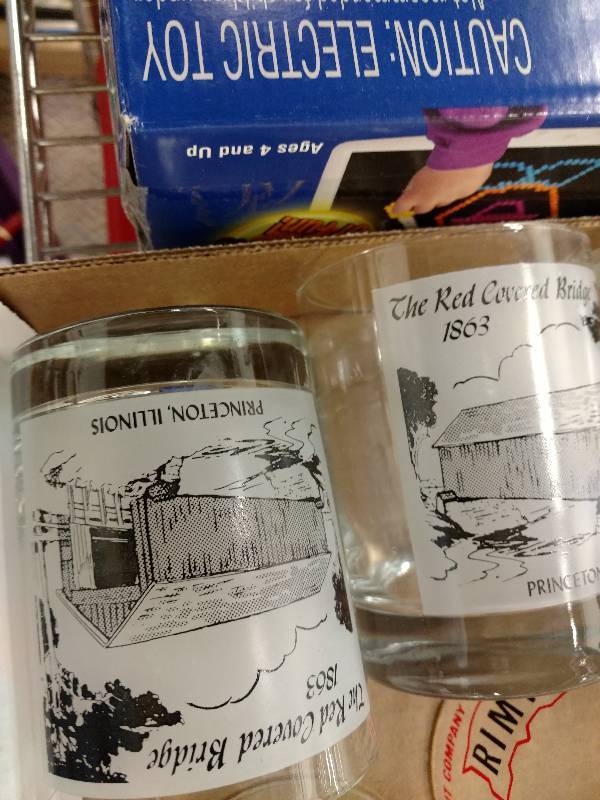 CAUTION: ELECTRIC TOY
Ages 4 and Up
The Red Covered Bridge
1863
PRINCETON
PRINCETON, ILLINOIS
The Red Covered Bridge
1863
COMPANY